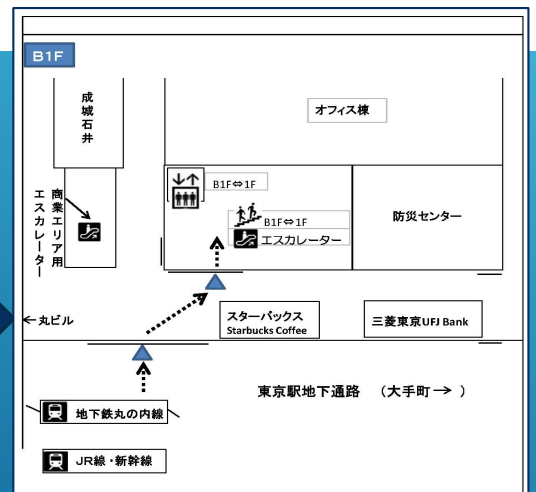 B1F
成城石井
オフィス棟
B1F⇔1F
商業エリア用
エスカレーター
B1F⇔1F
エスカレーター
防災センター
←丸ビル
スターバックス
Starbucks Coffee
三菱東京UFJ Bank
東京駅地下通路　（大手町→ ）
地下鉄丸の内線
JR線・新幹線